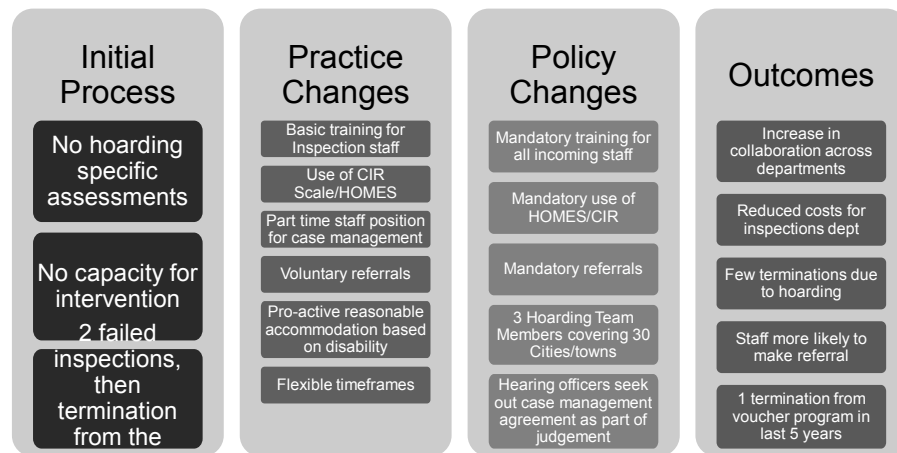 Initial
Process
No hoarding
specific
assessments
No capacity for
intervention
2 failed
inspections,
then
termination
from the
Practice
Changes
Basic training for
Inspection staff
Use of CIR
Scale/HOMES
Part time staff position
for case management
Voluntary referrals
Pro-active reasonable
accommodation based
on disability
Flexible timeframes
Policy
Changes
Mandatory training for
all incoming staff
Mandatory use of
HOMES/CIR
Mandatory referrals
3 Hoarding Team
Members covering 30
Cities/towns
Hearing officers seek
out case management
agreement as part of
judgement
Outcomes
Increase in
collaboration across
departments
Reduced costs for
inspections dept
Few terminations due
to hoarding
Staff more likely to
make referral
1 termination from
voucher program in
last 5 years